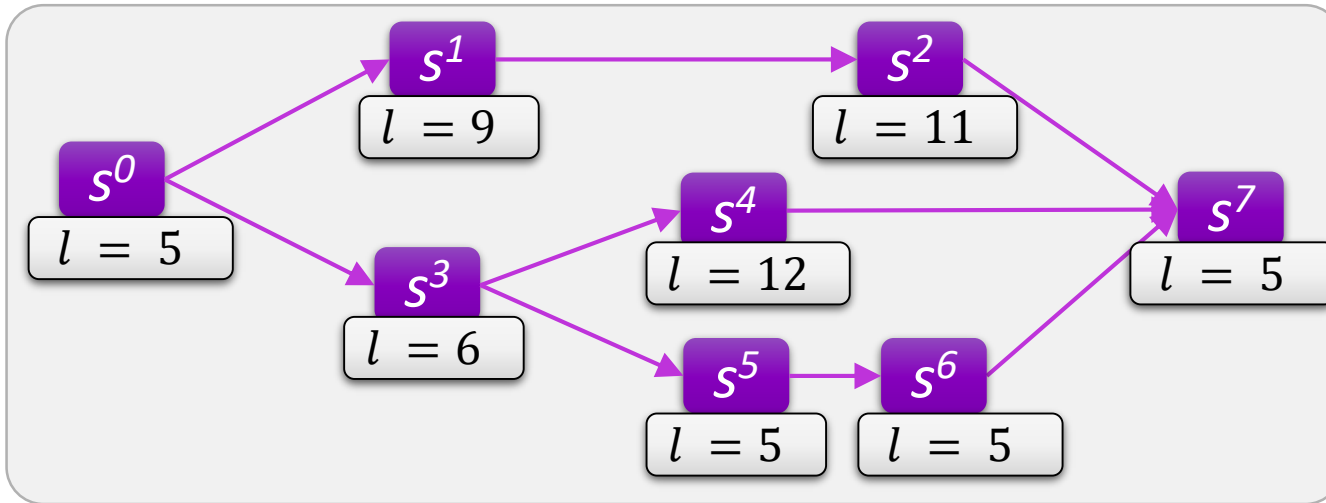 s⁰
l = 5
s¹
l = 9
s²
l = 11
s³
l = 6
s⁴
l = 12
s⁵
l = 5
s⁶
l = 5
s⁷
l = 5